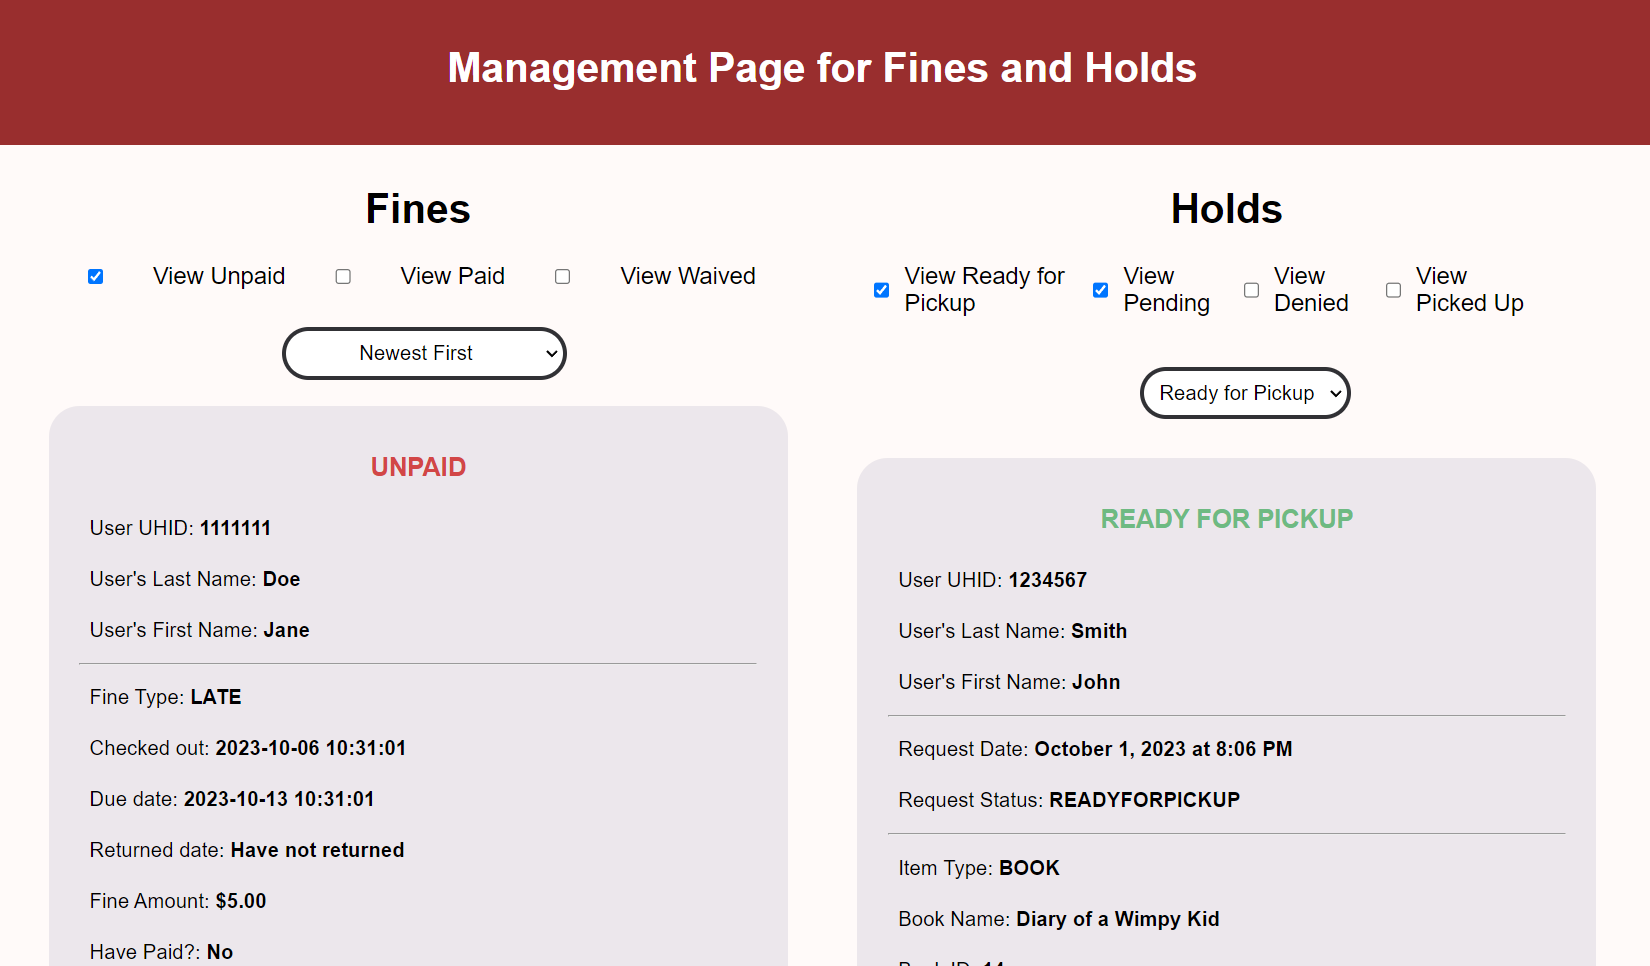 Management Page for Fines and Holds
Fines
View Unpaid
View Paid
View Waived
Newest First
UNPAID
User UHID: 1111111
User's Last Name: Doe
User's First Name: Jane
Fine Type: LATE
Checked out: 2023-10-06 10:31:01
Due date: 2023-10-13 10:31:01
Returned date: Have not returned
Fine Amount: $5.00
Have Paid?: No
Holds
View Ready for
Pickup
View
Pending
View
Denied
View
Picked Up
Ready for Pickup
READY FOR PICKUP
User UHID: 1234567
User's Last Name: Smith
User's First Name: John
Request Date: October 1, 2023 at 8:06 PM
Request Status: READYFORPICKUP
Item Type: BOOK
Book Name: Diary of a Wimpy Kid